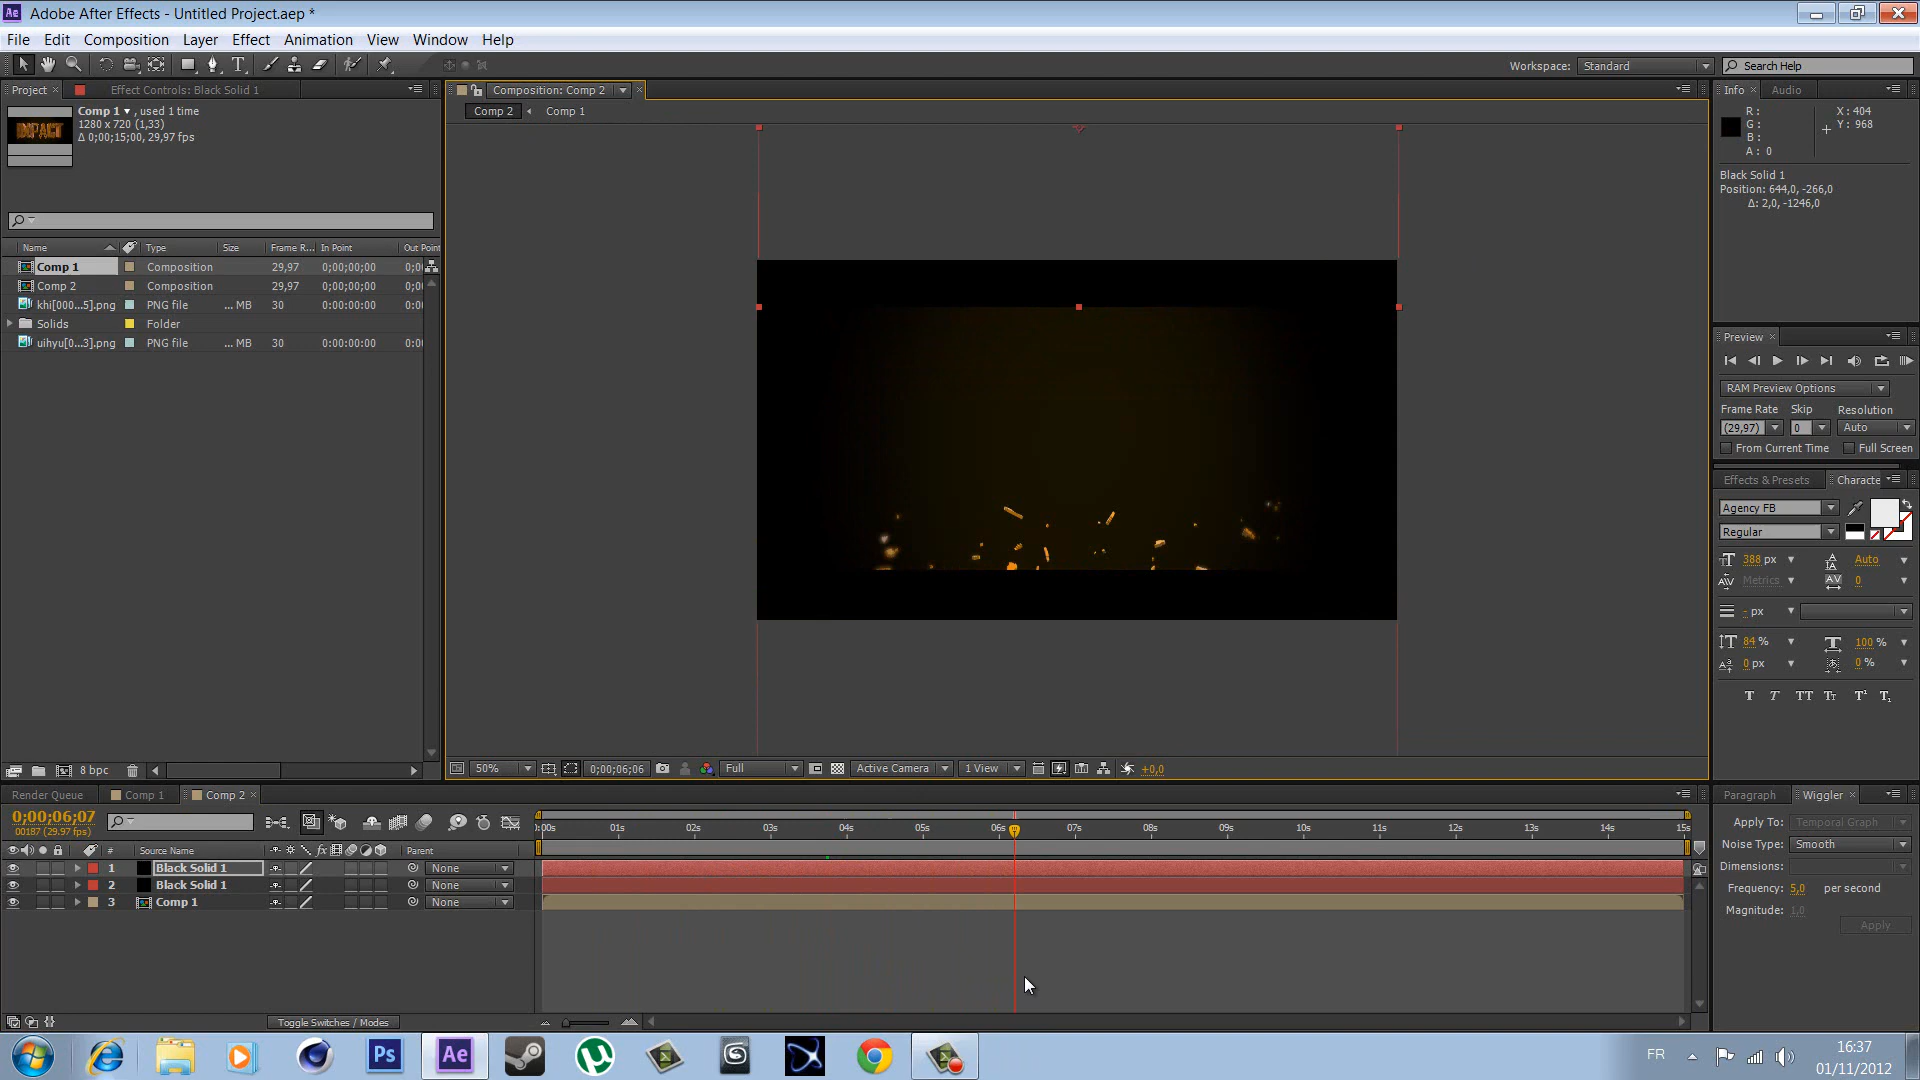 Adobe After Effects - Untitled Project.aep *
File Edit Composition Layer Effect Animation View Window Help
Workspace: Standard Search Help
Project Effect Controls: Black Solid 1
Composition: Comp 2
Info Audio
Comp 1 , used 1 time
1280 x 720 (1,33)
Δ 0;00;15;00, 29,97 fps
IMPACT
Comp 2 Comp 1
R: X: 404
G: Y: 968
B:
A: 0
Black Solid 1
Position: 644,0, -266,0
Δ: 2,0, -1246,0
Name Type Size Frame R... In Point Out Point
Comp 1 Composition 29,97 0;00;00;00 0;0
Comp 2 Composition 29,97 0;00;00;00 0;0
khi[000...5].png PNG file ... MB 30 0:00:00:00 0:0
Solids Folder
uihyu[0...3].png PNG file ... MB 30 0:00:00:00 0:0
Preview
RAM Preview Options
Frame Rate Skip Resolution
(29,97) 0 Auto
From Current Time Full Screen
Effects & Presets Characte
Agency FB
Regular
388 px Auto
Metrics 0
- px
84 % 100 %
0 px 0 %
T T TT Tt T¹ T₁
8 bpc
50% 0;00;06;06 Full Active Camera 1 View +0,0
Render Queue Comp 1 Comp 2
0;00;06;07
00187 (29.97 fps)
:00s 01s 02s 03s 04s 05s 06s 07s 08s 09s 10s 11s 12s 13s 14s 15s
# Source Name fx Parent
1 Black Solid 1 None
2 Black Solid 1 None
3 Comp 1 None
Toggle Switches / Modes
Paragraph Wiggler
Apply To: Temporal Graph
Noise Type: Smooth
Dimensions:
Frequency: 5,0 per second
Magnitude: 1,0
Apply
Ps Ae
FR
16:37
01/11/2012